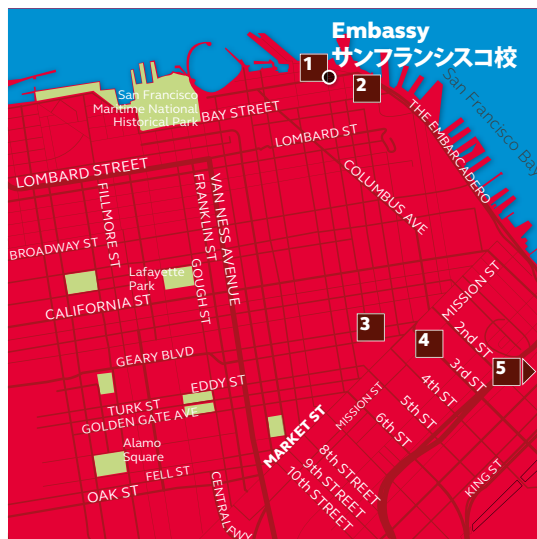 Embassy
サンフランシスコ校
1
2
San Francisco Bay
San Francisco
Maritime National
Historical Park
BAY STREET
THE EMBARCADERO
LOMBARD ST
LOMBARD STREET
COLUMBUS AVE
FILLMORE ST
FRANKLIN ST
VAN NESS AVENUE
BROADWAY ST
Lafayette
Park
GOUGH ST
CALIFORNIA ST
MISSION ST
3
4
2nd ST
3rd ST
5
GEARY BLVD
4th ST
EDDY ST
5th ST
MISSION ST
6th ST
TURK ST
GOLDEN GATE AVE
MARKET ST
Alamo
Square
8th STREET
9th STREET
10th STREET
FELL ST
OAK ST
CENTRAL FWY
KING ST